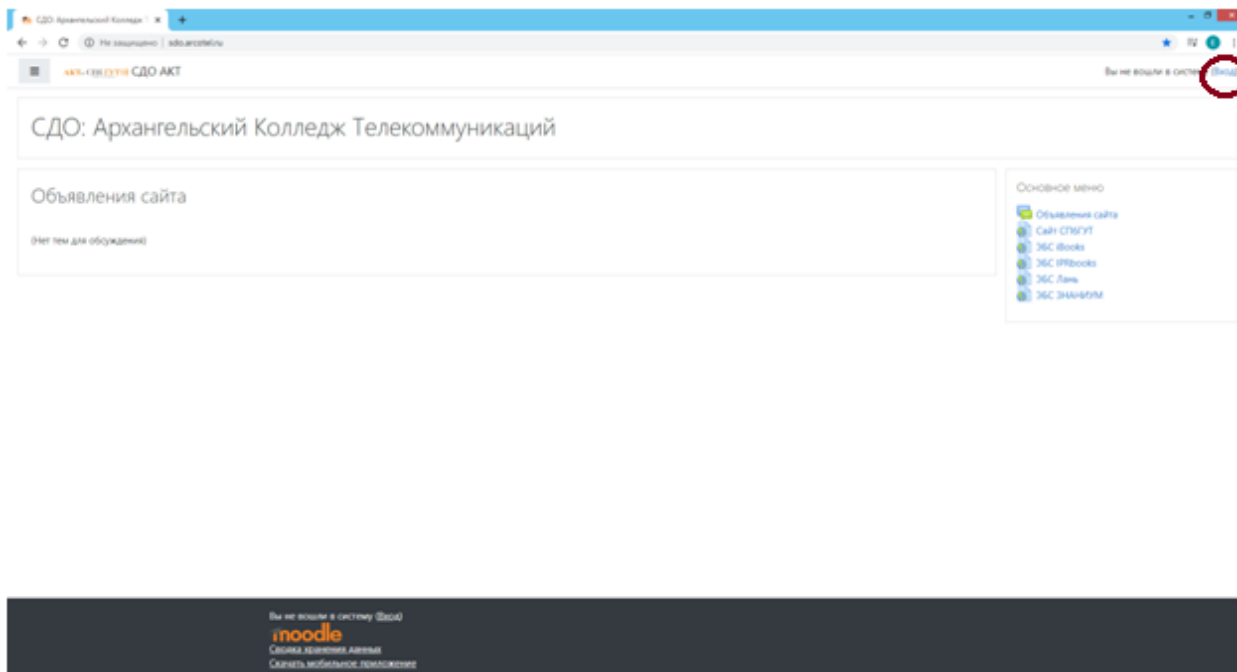 СДО: Архангельский Колледж
Не защищено | sdo.arcotel.ru
СДО АКТ
Вы не вошли в систему (Вход)
СДО: Архангельский Колледж Телекоммуникаций
Объявления сайта
(Нет тем для обсуждения)
Основное меню
Объявления сайта
Сайт СПбГУТ
ЭБС iBooks
ЭБС IPRbooks
ЭБС Лань
ЭБС ЗНАНИУМ
Вы не вошли в систему (Вход)
moodle
Сводка хранения данных
Скачать мобильное приложение